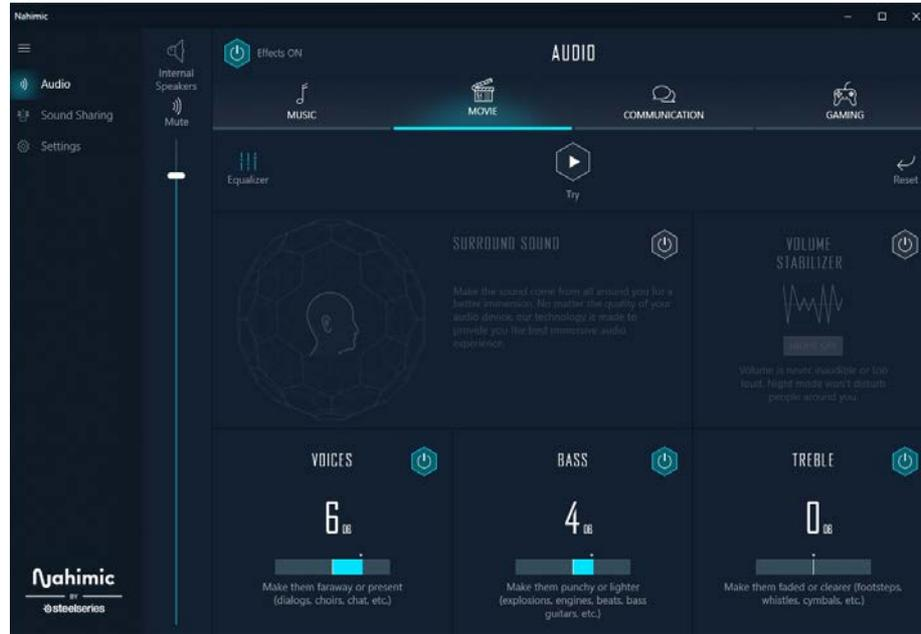 Nahimic
Audio
Sound Sharing
Settings
Nahimic
BY
steelseries
Internal
Speakers
Mute
Effects ON
AUDIO
MUSIC
MOVIE
COMMUNICATION
GAMING
Equalizer
Try
Reset
SURROUND SOUND
Make the sound come from all around you for a
better immersion. No matter the quality of your
audio device, our technology is made to
provide you the best immersive audio
experience.
VOLUME
STABILIZER
NIGHT OFF
Volume is never inaudible or too
loud. Night mode won't disturb
people around you.
VOICES
6 DB
Make them faraway or present
(dialogs, choirs, chat, etc.)
BASS
4 DB
Make them punchy or lighter
(explosions, engines, beats, bass
guitars, etc.)
TREBLE
0 DB
Make them faded or clearer (footsteps,
whistles, cymbals, etc.)